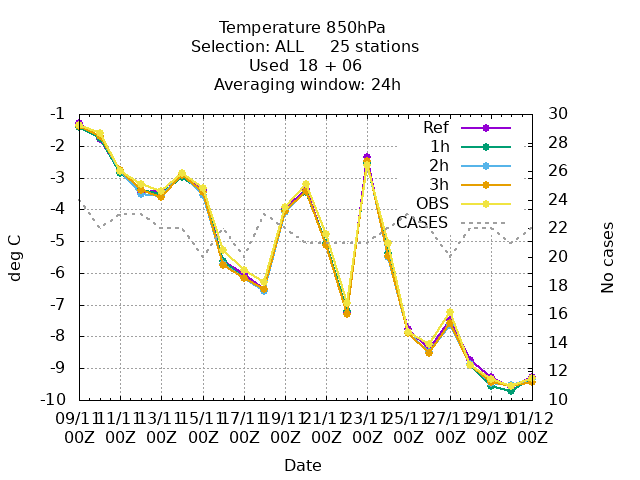 Temperature 850hPa
Selection: ALL 25 stations
Used 18 + 06
Averaging window: 24h
-1
-2
-3
-4
-5
-6
-7
-8
-9
-10
deg C
30
28
26
24
22
20
18
16
14
12
10
No cases
Ref
1h
2h
3h
OBS
CASES
09/11 11/11 13/11 15/11 17/11 19/11 21/11 23/11 25/11 27/11 29/11 01/12
00Z 00Z 00Z 00Z 00Z 00Z 00Z 00Z 00Z 00Z 00Z 00Z
Date